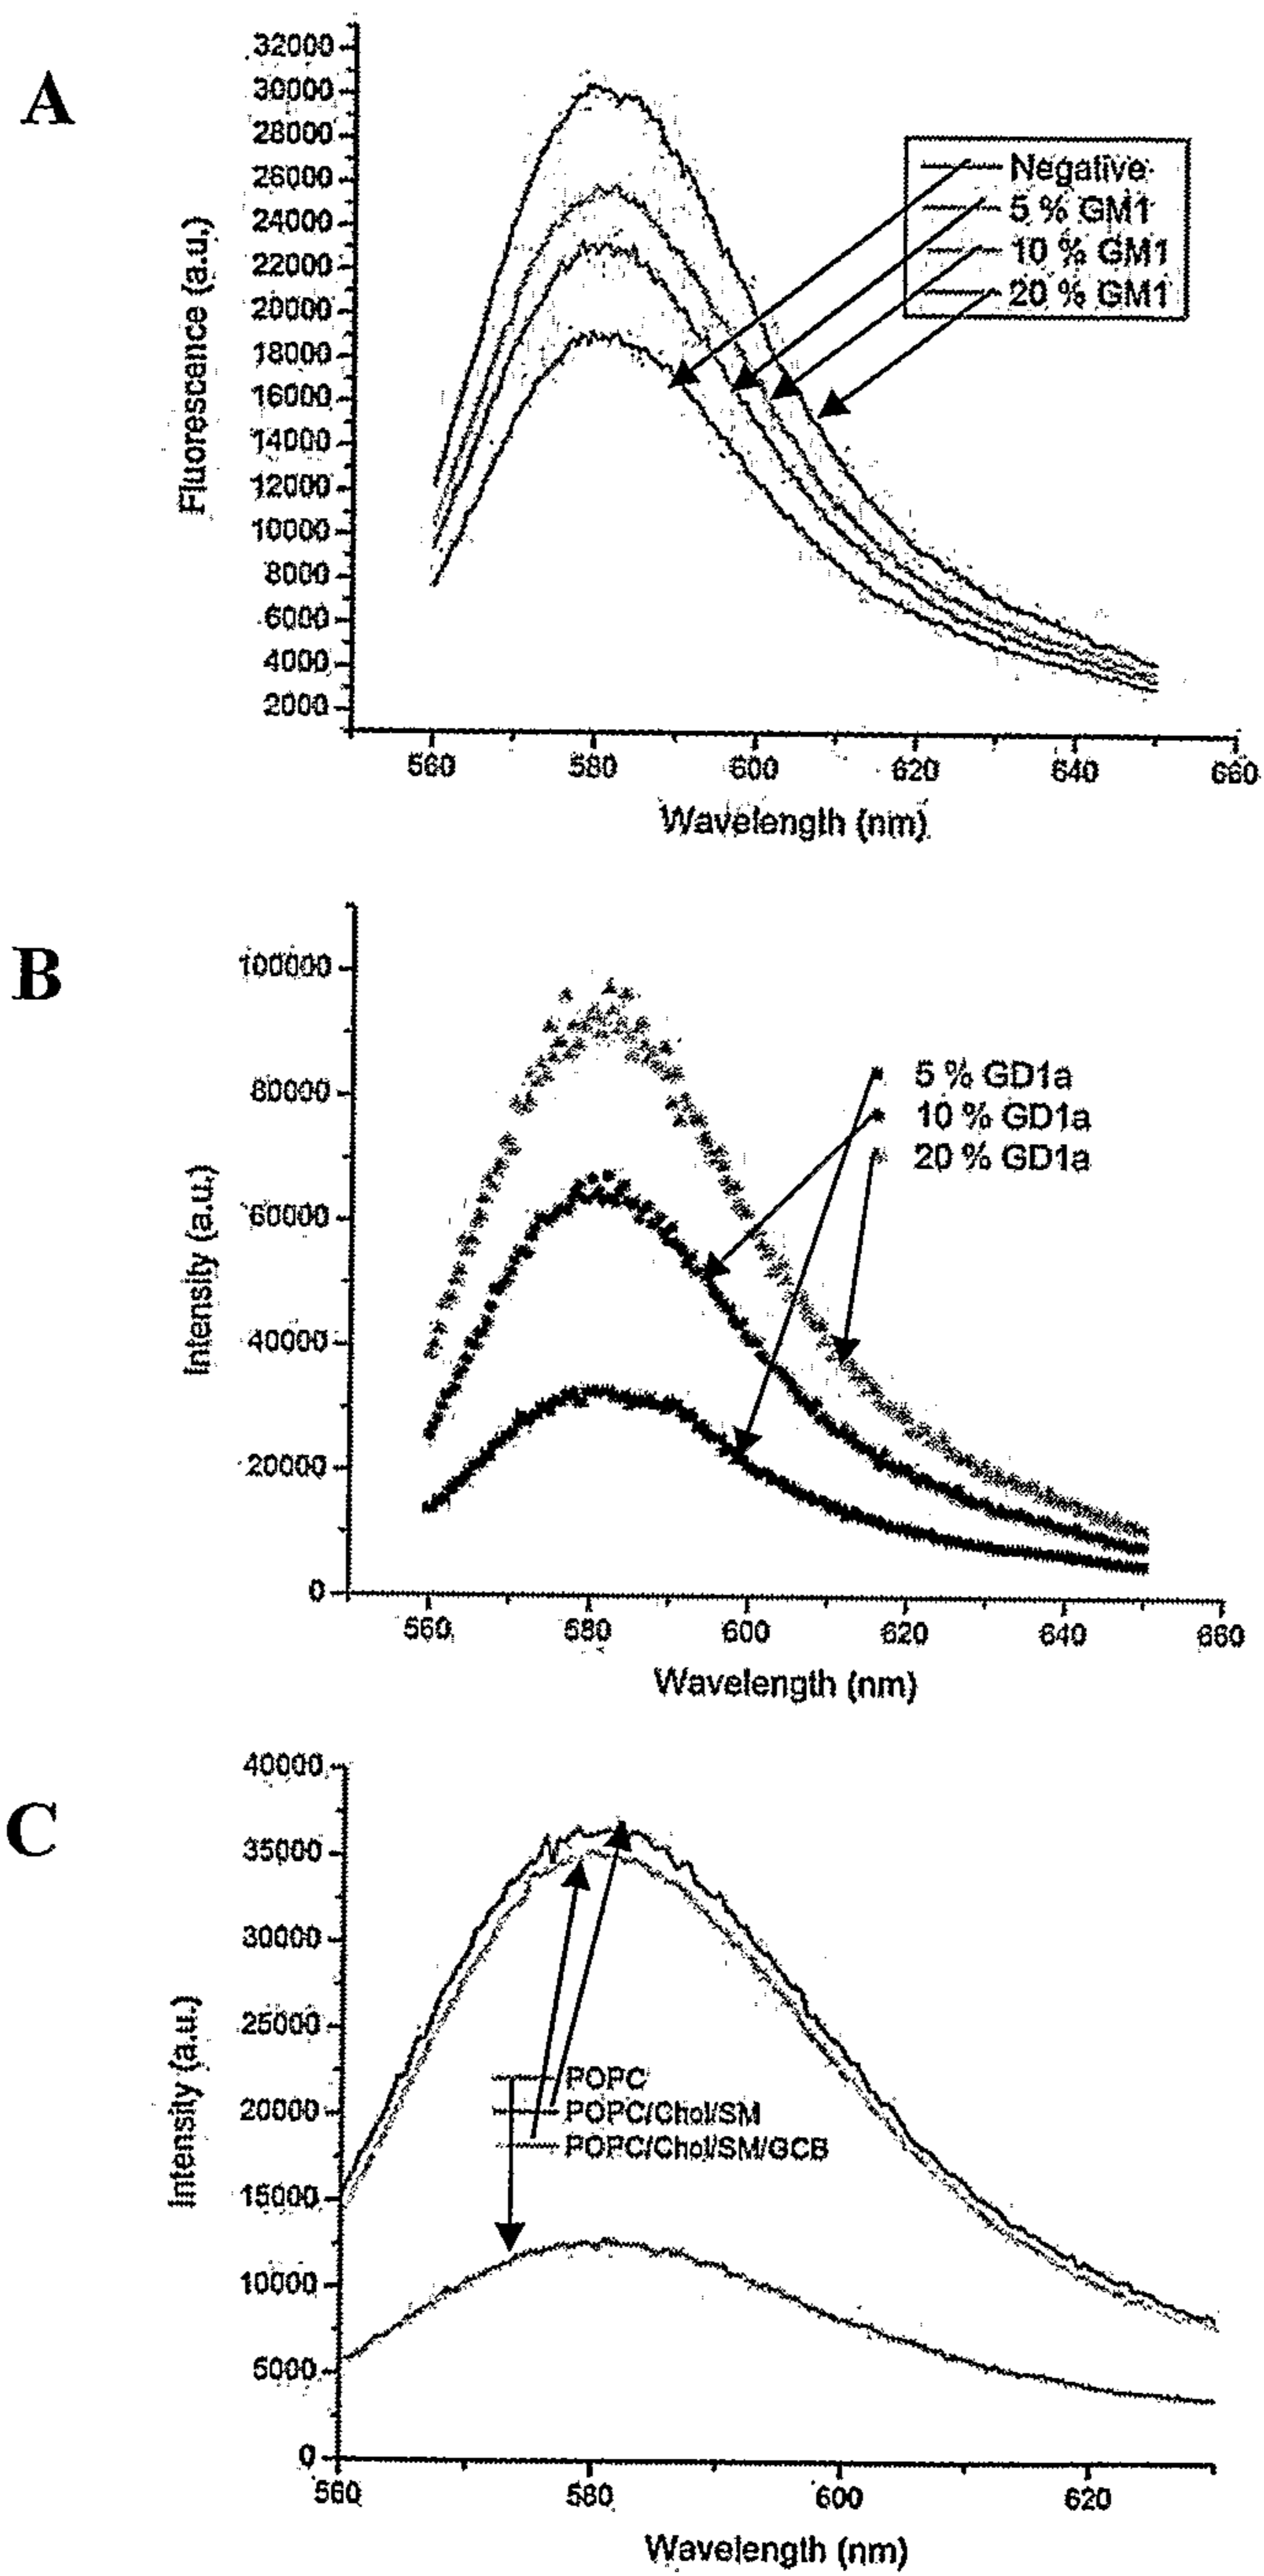 A
32000
30000
28000
26000
24000
22000
20000
18000
16000
14000
12000
10000
8000
6000
4000
2000
Fluorescence (a.u.)
Negative
5 % GM1
10 % GM1
20 % GM1
560 580 600 620 640 660
Wavelength (nm)
B
100000
80000
60000
40000
20000
0
Intensity (a.u.)
5 % GD1a
10 % GD1a
20 % GD1a
560 580 600 620 640 660
Wavelength (nm)
C
40000
35000
30000
25000
20000
15000
10000
5000
0
Intensity (a.u.)
POPC
POPC/Chol/SM
POPC/Chol/SM/GCB
560 580 600 620
Wavelength (nm)